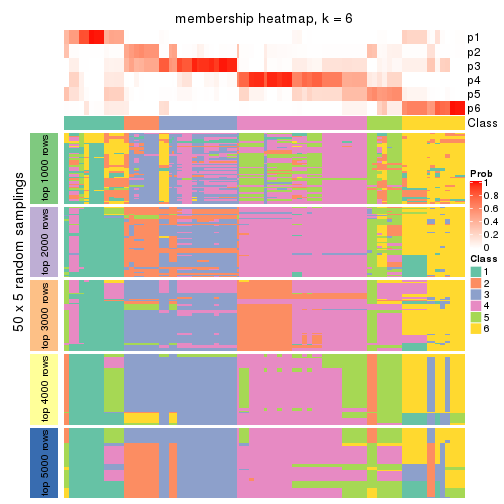 membership heatmap, k = 6
p1
p2
p3
p4
p5
p6
Class
50 x 5 random samplings
top 1000 rows
top 2000 rows
top 3000 rows
top 4000 rows
top 5000 rows
Prob
1
0.8
0.6
0.4
0.2
0
Class
1
2
3
4
5
6